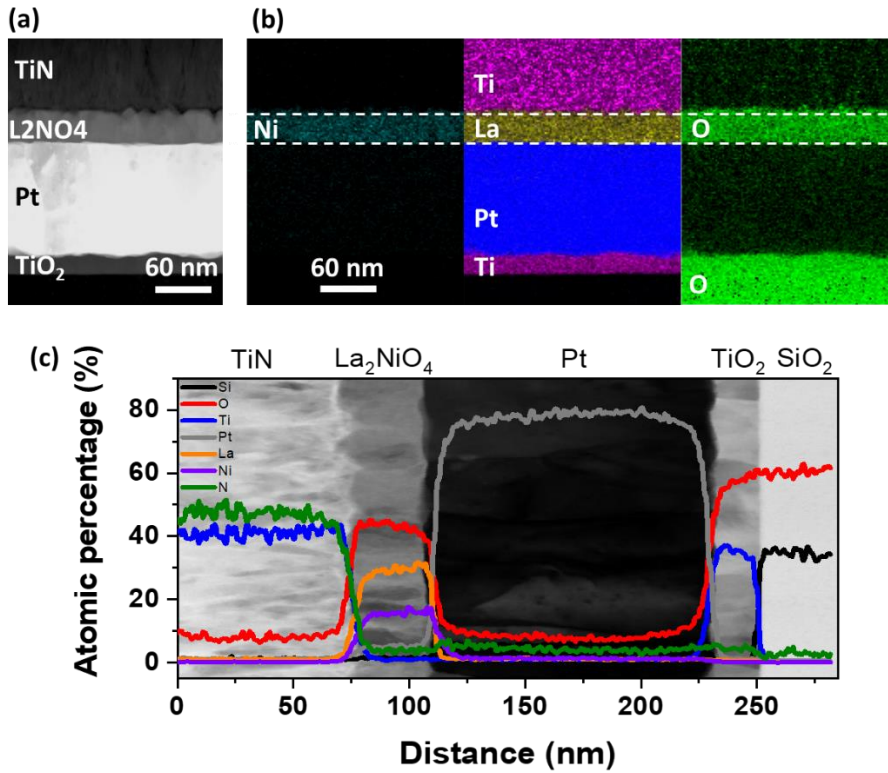 (a)
TiN
L2NO4
Pt
TiO₂
60 nm
(b)
Ni
Ti
La
Pt
Ti
60 nm
O
O
(c)
TiN La₂NiO₄ Pt TiO₂ SiO₂
Atomic percentage (%)
80
60
40
20
0
Si
O
Ti
Pt
La
Ni
N
0 50 100 150 200 250
Distance (nm)